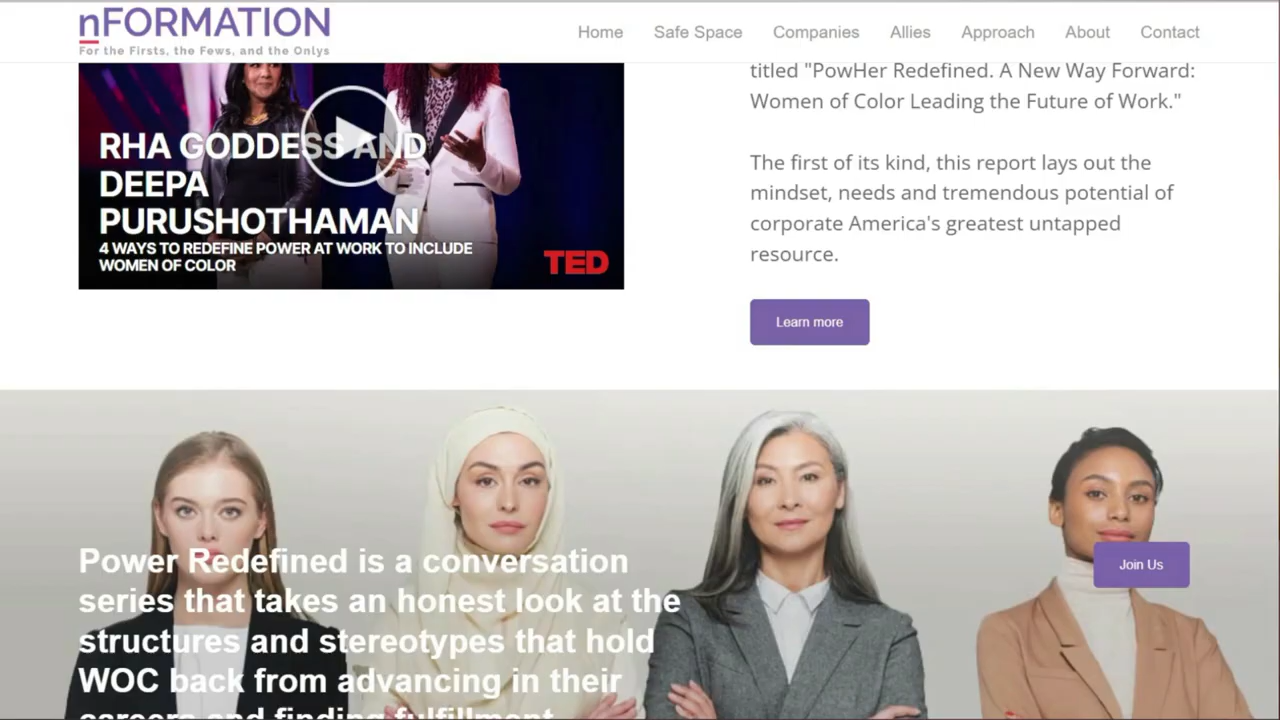 nFORMATION
For the Firsts, the Fews, and the Onlys
Home Safe Space Companies Allies Approach About Contact
RHA GODDESS AND
DEEPA
PURUSHOTHAMAN
4 WAYS TO REDEFINE POWER AT WORK TO INCLUDE
WOMEN OF COLOR
TED
titled "PowHer Redefined. A New Way Forward:
Women of Color Leading the Future of Work."
The first of its kind, this report lays out the
mindset, needs and tremendous potential of
corporate America's greatest untapped
resource.
Learn more
Power Redefined is a conversation
series that takes an honest look at the
structures and stereotypes that hold
WOC back from advancing in their
careers and finding fulfillment
Join Us